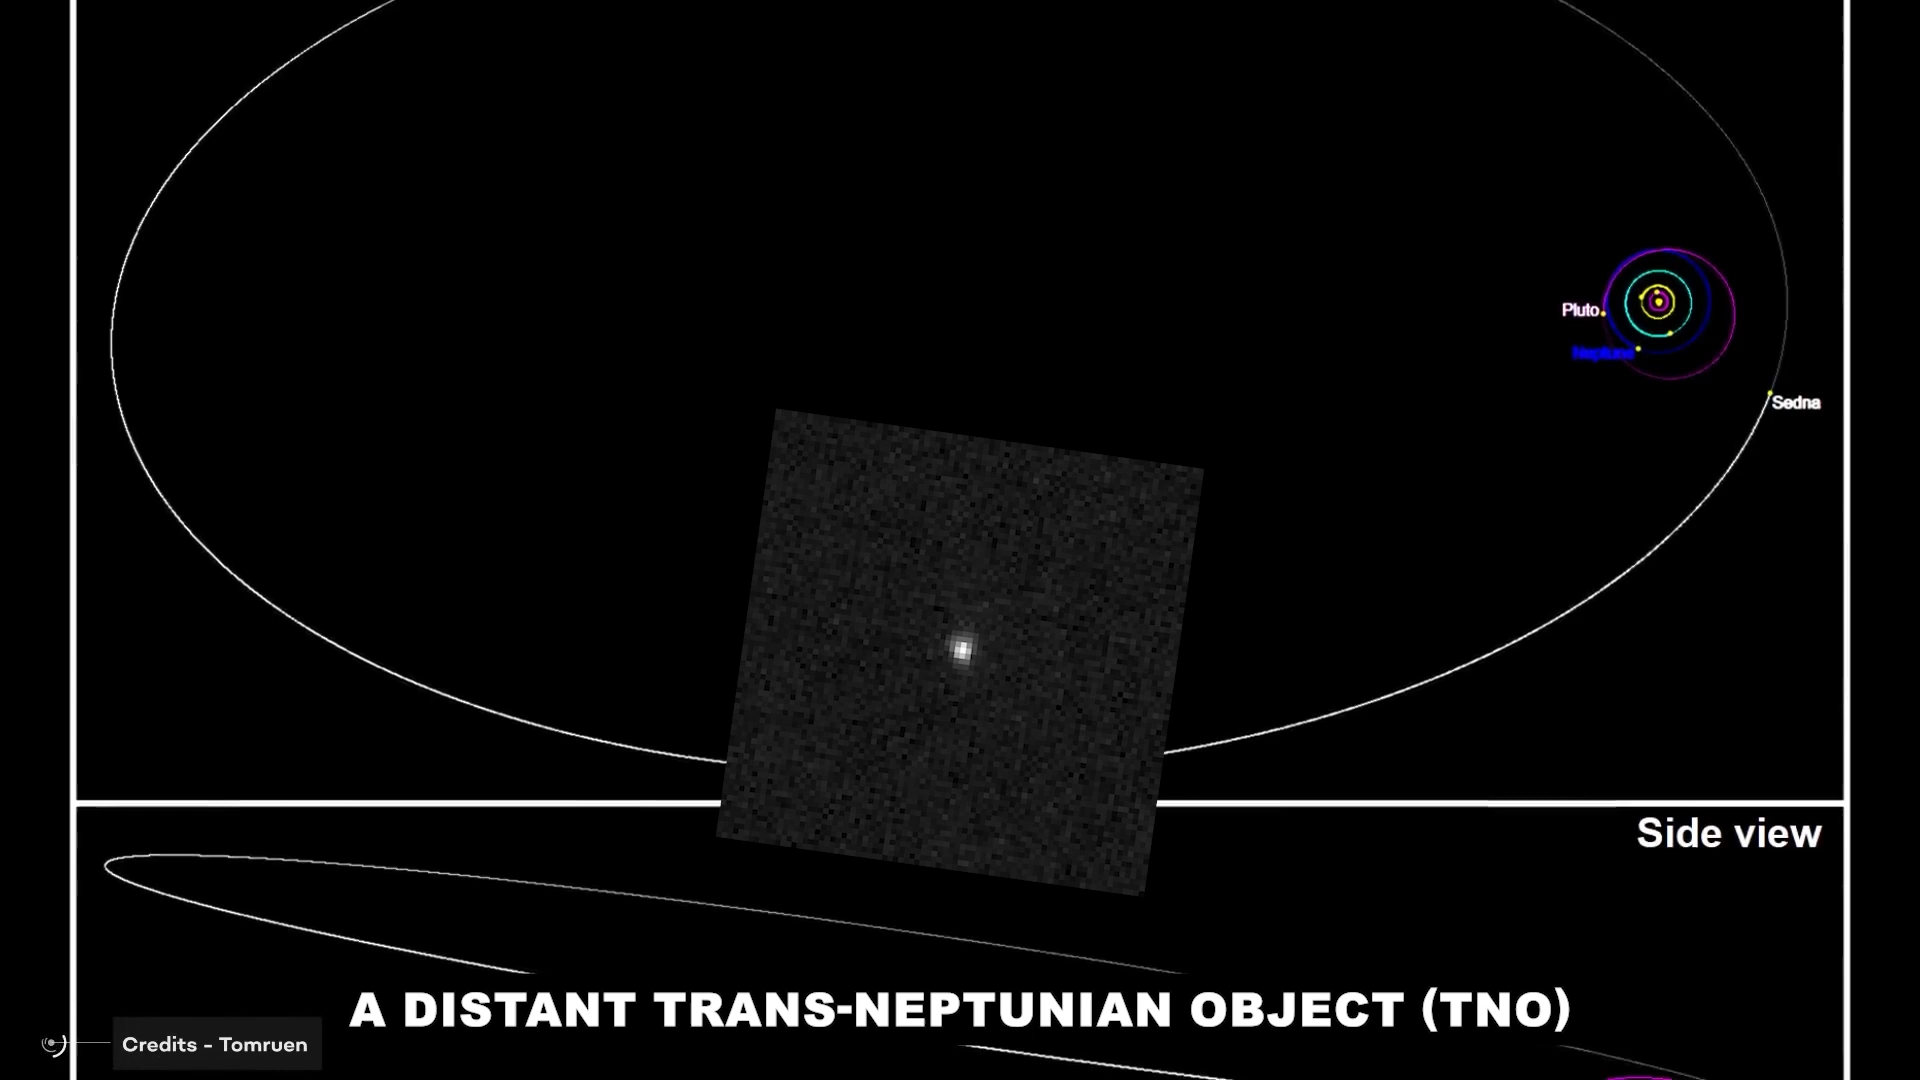 Pluto
Neptune
Sedna
Side view
A DISTANT TRANS-NEPTUNIAN OBJECT (TNO)
Credits - Tomruen